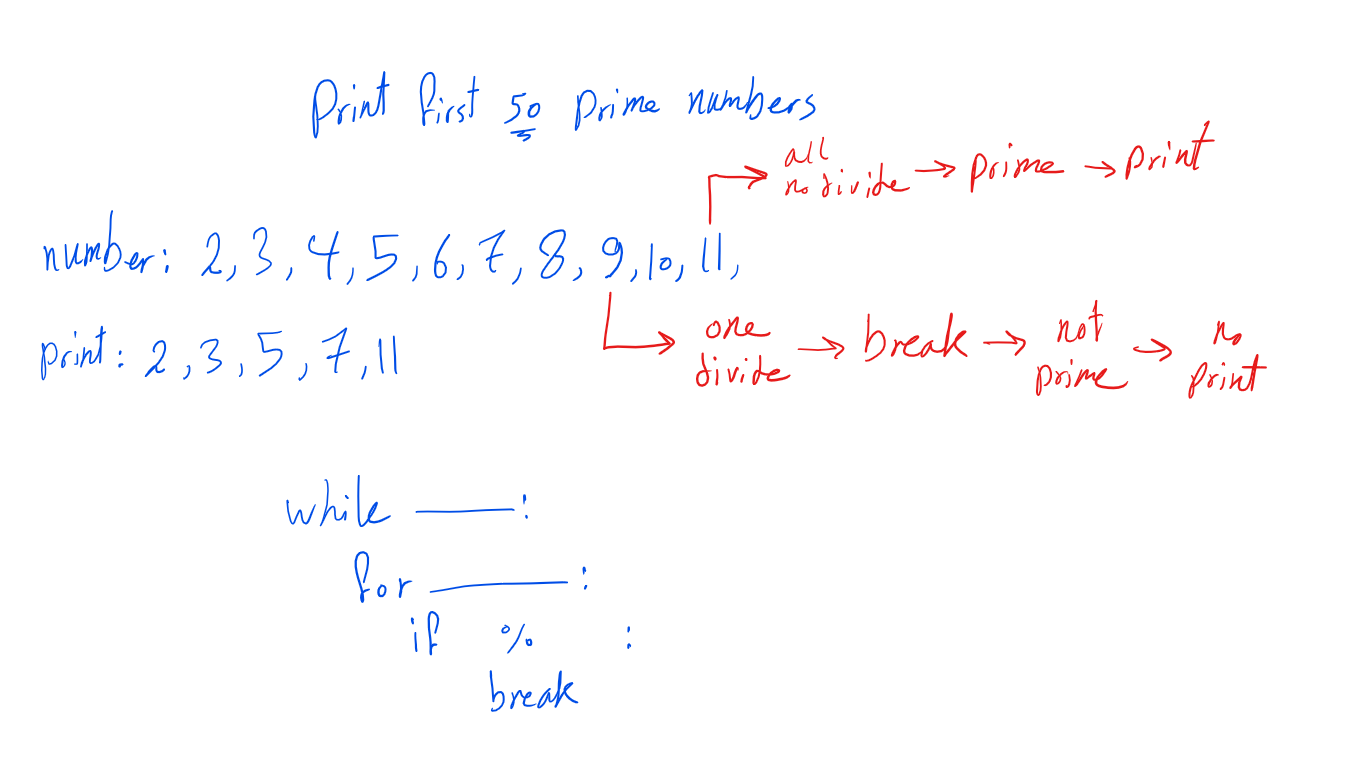 Print first 50 prime numbers
all
no divide → prime → print
number: 2, 3, 4, 5, 6, 7, 8, 9, 10, 11,
print: 2, 3, 5, 7, 11
one
divide → break → not
prime → no
print
while ———:
for ————:
if % :
break